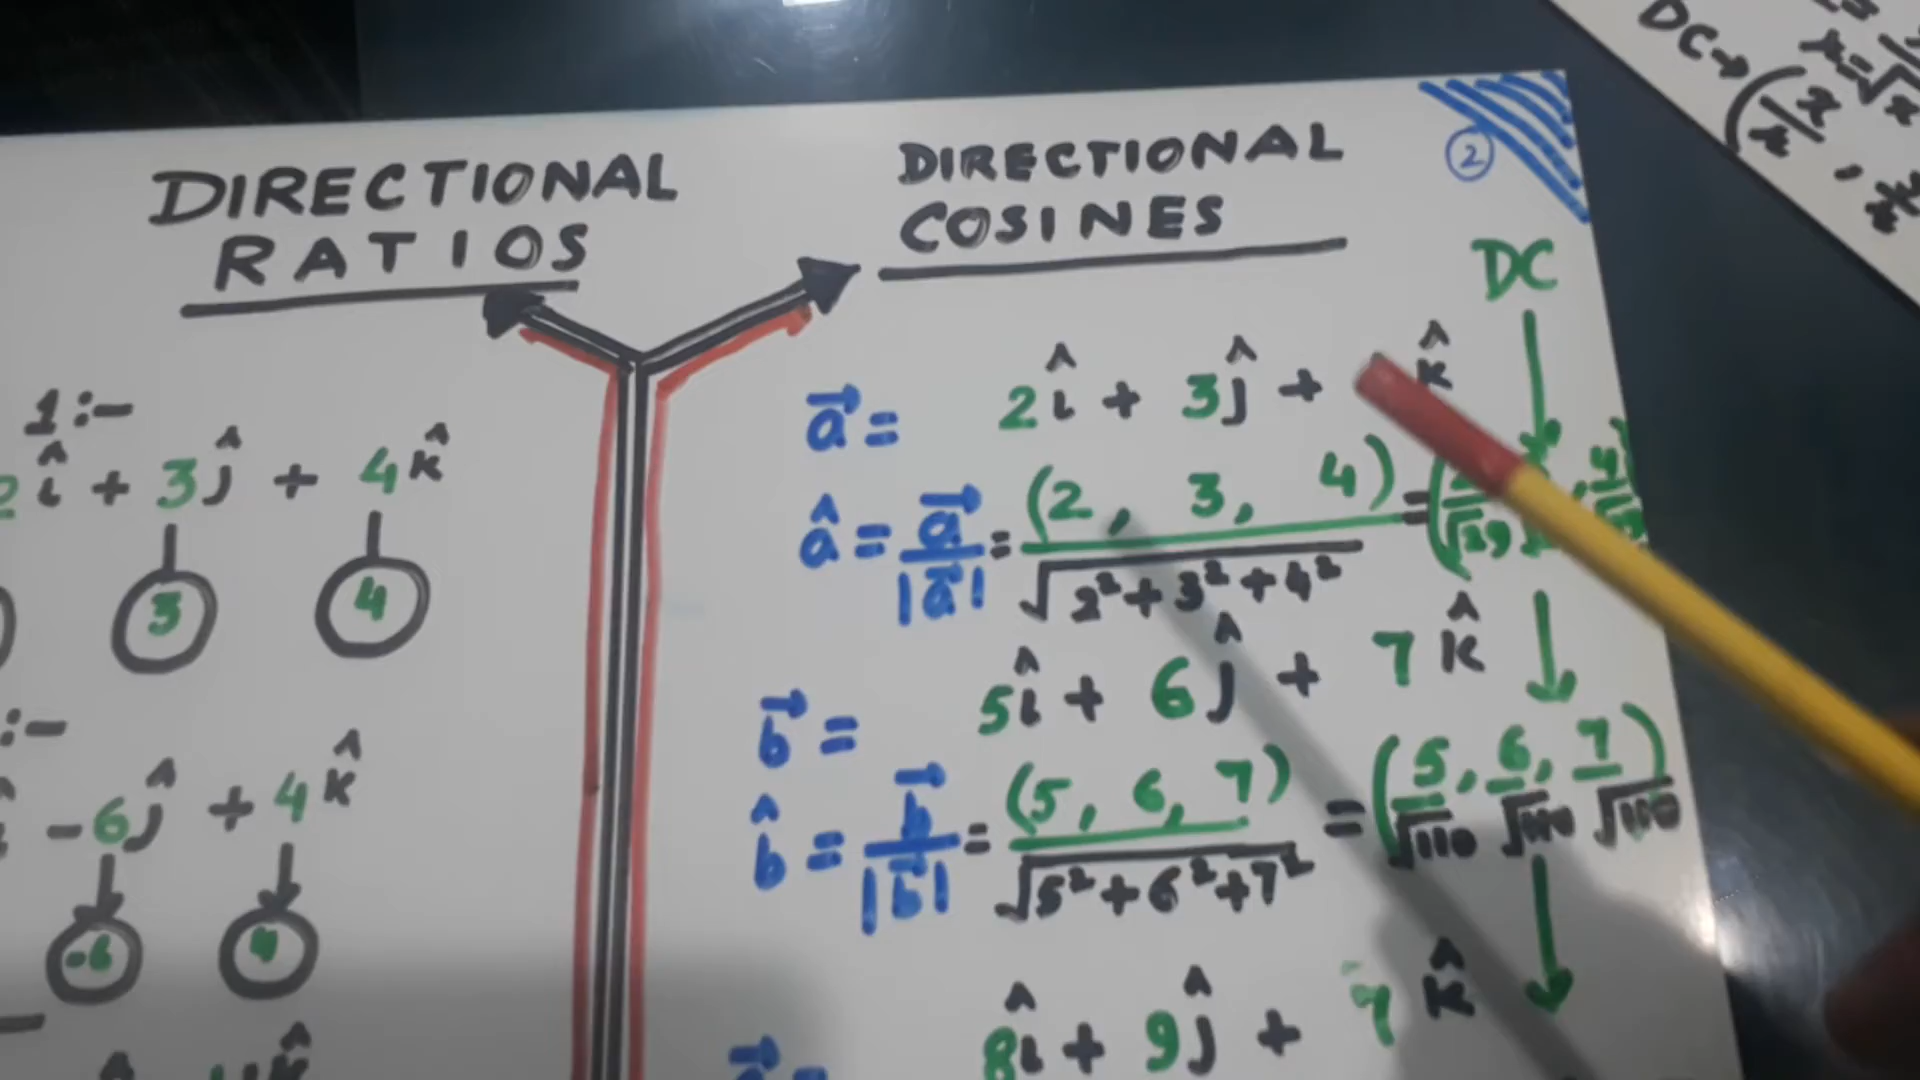 DIRECTIONAL
RATIOS
1:-
2î + 3ĵ + 4k̂
3 4
:-
-6ĵ + 4k̂
-6 4
DIRECTIONAL
COSINES
2
DC
a⃗ = 2î + 3ĵ + k̂
â = a⃗/|a⃗| = (2, 3, 4)/√2²+3²+4² = (
b⃗ = 5î + 6ĵ + 7k̂
b̂ = b⃗/|b⃗| = (5, 6, 7)/√5²+6²+7² = (5/√110, 6/√110, 7/√110)
8î + 9ĵ + k̂
DC→(x/r,